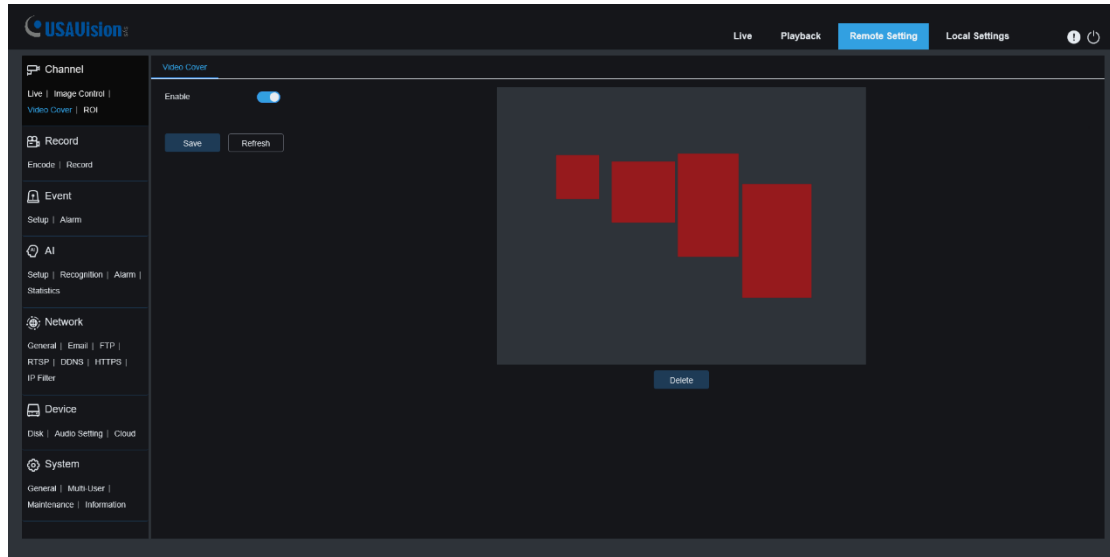 USAVision
Live Playback Remote Setting Local Settings
Channel
Live | Image Control |
Video Cover | ROI
Record
Encode | Record
Event
Setup | Alarm
AI
Setup | Recognition | Alarm |
Statistics
Network
General | Email | FTP |
RTSP | DDNS | HTTPS |
IP Filter
Device
Disk | Audio Setting | Cloud
System
General | Multi-User |
Maintenance | Information
Video Cover
Enable
Save Refresh
Delete